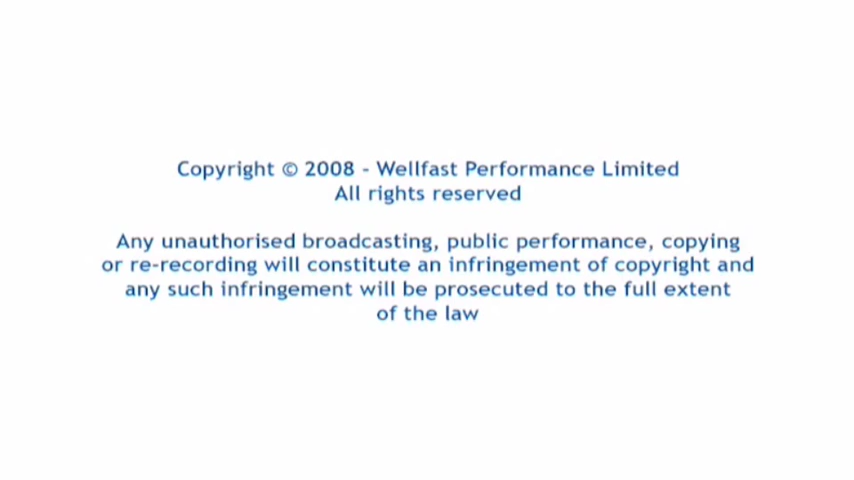 Copyright © 2008 - Wellfast Performance Limited
All rights reserved
Any unauthorised broadcasting, public performance, copying
or re-recording will constitute an infringement of copyright and
any such infringement will be prosecuted to the full extent
of the law